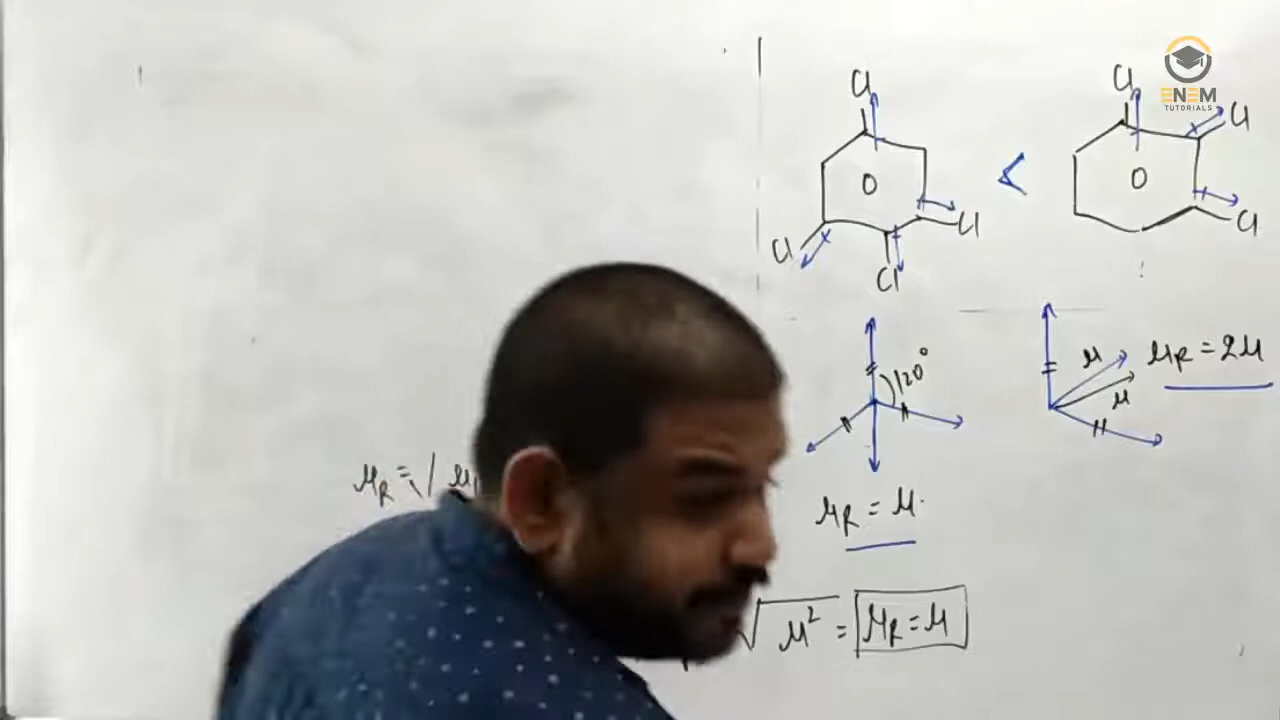 ENEM
TUTORIALS
Cl
O
Cl
Cl
Cl
<
Cl
Cl
O
Cl
120°
μR = μ
μ
μ
μR = 2μ
μR = √ μ
√μ² = μR = μ